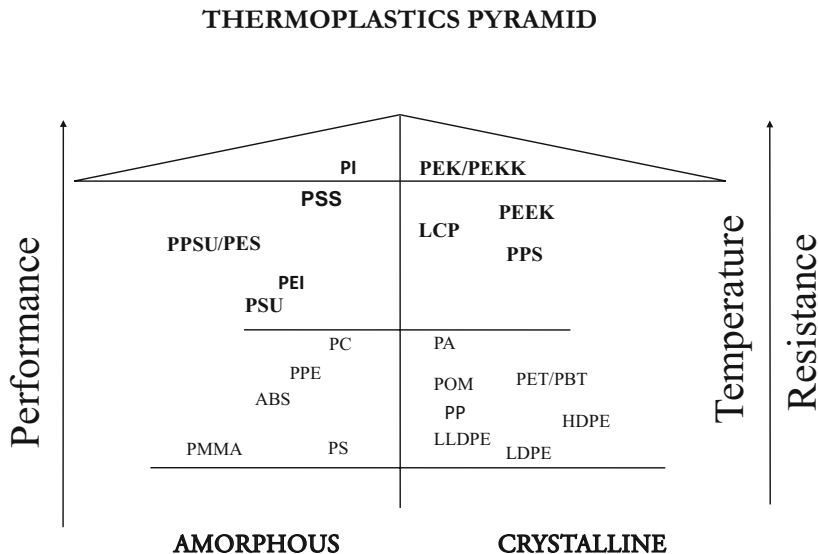 THERMOPLASTICS PYRAMID
PI
PEK/PEKK
PSS
PEEK
LCP
PPSU/PES
PPS
PEI
PSU
PC
PA
PPE
POM
PET/PBT
ABS
PP
HDPE
LLDPE
PMMA
PS
LDPE
Performance
Temperature
Resistance
AMORPHOUS
CRYSTALLINE